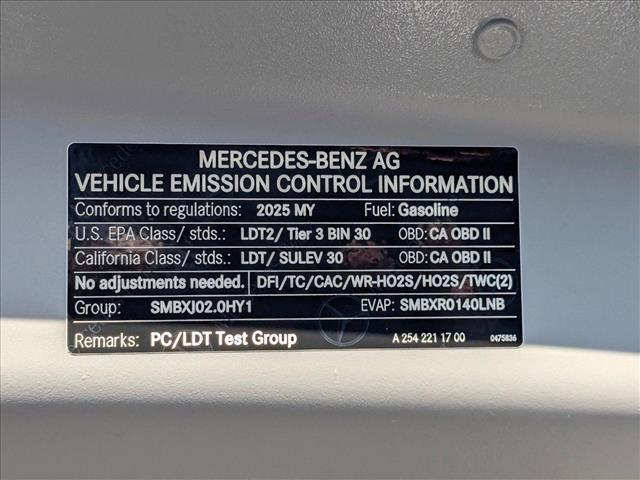 MERCEDES-BENZ AG
VEHICLE EMISSION CONTROL INFORMATION
Conforms to regulations: 2025 MY Fuel: Gasoline
U.S. EPA Class/ stds.: LDT2/ Tier 3 BIN 30 OBD: CA OBD II
California Class/ stds.: LDT/ SULEV 30 OBD: CA OBD II
No adjustments needed. DFI/TC/CAC/WR-HO2S/HO2S/TWC(2)
Group: SMBXJ02.0HY1 EVAP: SMBXR0140LNB
Remarks: PC/LDT Test Group A 254 221 17 00 0475836